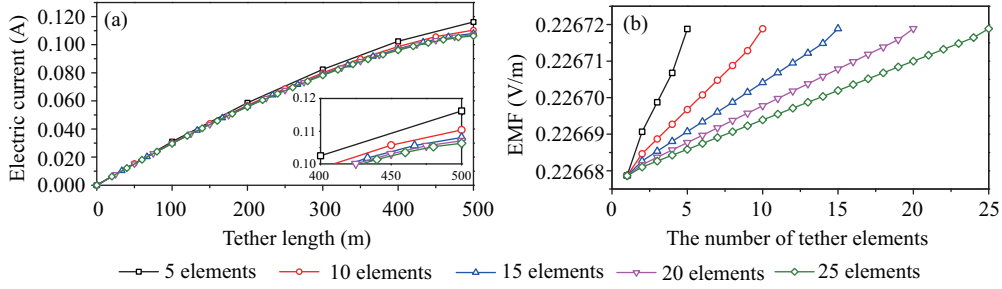 (a)
Electric current (A)
0.120
0.100
0.080
0.060
0.040
0.020
0.000
0 100 200 300 400 500
Tether length (m)
0.12
0.11
0.10
400 450 500
(b)
EMF (V/m)
0.22672
0.22671
0.22670
0.22669
0.22668
0 5 10 15 20 25
The number of tether elements
5 elements 10 elements 15 elements 20 elements 25 elements